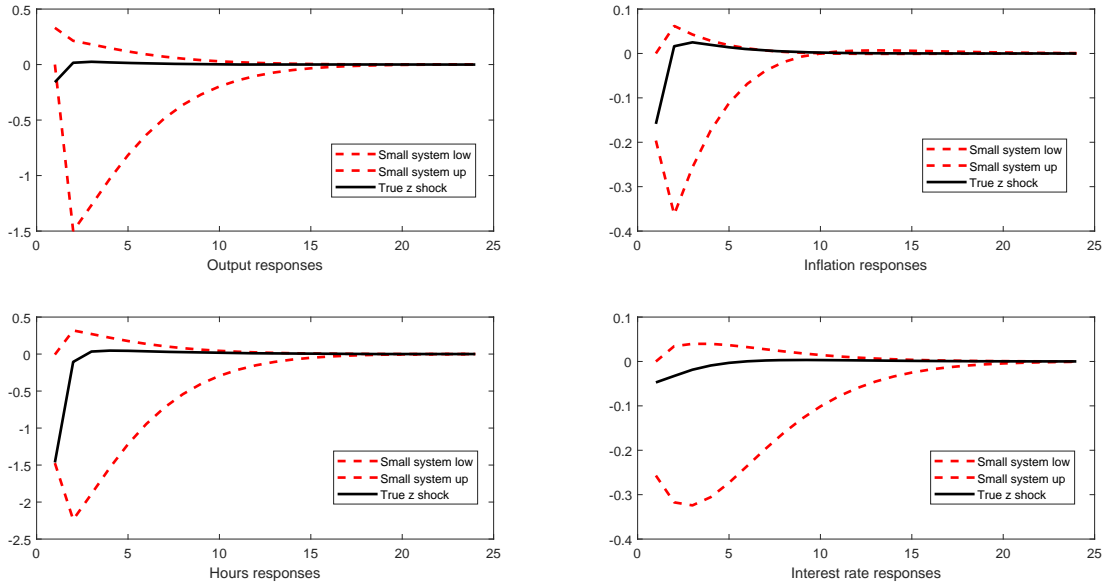 0.5
0
-0.5
-1
-1.5
0 5 10 15 20 25
Small system low
Small system up
True z shock
Output responses
0.1
0
-0.1
-0.2
-0.3
-0.4
0 5 10 15 20 25
Small system low
Small system up
True z shock
Inflation responses
0.5
0
-0.5
-1
-1.5
-2
-2.5
0 5 10 15 20 25
Small system low
Small system up
True z shock
Hours responses
0.1
0
-0.1
-0.2
-0.3
-0.4
0 5 10 15 20 25
Small system low
Small system up
True z shock
Interest rate responses